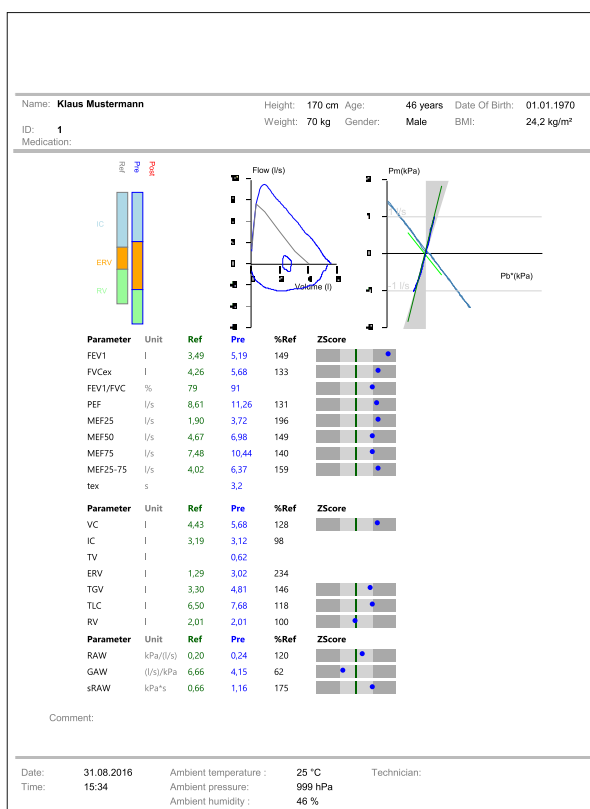 Name: Klaus Mustermann Height: 170 cm Age: 46 years Date Of Birth: 01.01.1970
Weight: 70 kg Gender: Male BMI: 24,2 kg/m²
ID: 1
Medication:
Ref Pre Post
Flow (l/s)
Pm(kPa)
IC
ERV
RV
1 l/s
-1 l/s
Volume (l)
Pb*(kPa)
Parameter Unit Ref Pre %Ref ZScore
FEV1 l 3,49 5,19 149
FVCex l 4,26 5,68 133
FEV1/FVC % 79 91
PEF l/s 8,61 11,26 131
MEF25 l/s 1,90 3,72 196
MEF50 l/s 4,67 6,98 149
MEF75 l/s 7,48 10,44 140
MEF25-75 l/s 4,02 6,37 159
tex s 3,2
Parameter Unit Ref Pre %Ref ZScore
VC l 4,43 5,68 128
IC l 3,19 3,12 98
TV l 0,62
ERV l 1,29 3,02 234
TGV l 3,30 4,81 146
TLC l 6,50 7,68 118
RV l 2,01 2,01 100
Parameter Unit Ref Pre %Ref ZScore
RAW kPa/(l/s) 0,20 0,24 120
GAW (l/s)/kPa 6,66 4,15 62
sRAW kPa*s 0,66 1,16 175
Comment:
Date: 31.08.2016 Ambient temperature : 25 °C Technician:
Time: 15:34 Ambient pressure: 999 hPa
Ambient humidity : 46 %